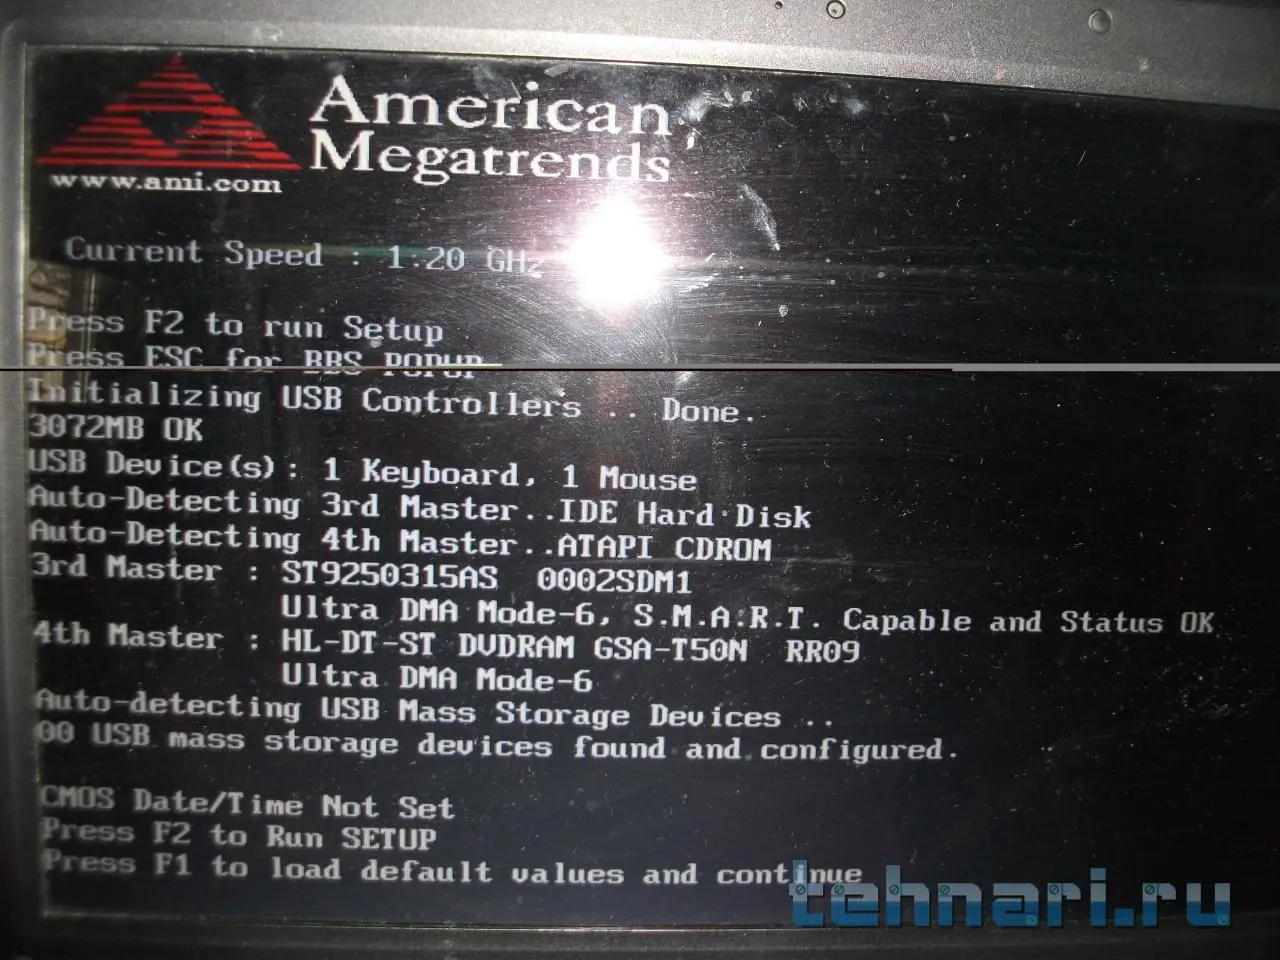 American
Megatrends
www.ami.com
Current Speed : 1.20 GHz
Press F2 to run Setup
Press ESC for BBS POPUP
Initializing USB Controllers .. Done.
3072MB OK
USB Device(s): 1 Keyboard, 1 Mouse
Auto-Detecting 3rd Master..IDE Hard Disk
Auto-Detecting 4th Master..ATAPI CDROM
3rd Master : ST9250315AS 0002SDM1
Ultra DMA Mode-6, S.M.A.R.T. Capable and Status OK
4th Master : HL-DT-ST DVDRAM GSA-T50N RR09
Ultra DMA Mode-6
Auto-detecting USB Mass Storage Devices ..
00 USB mass storage devices found and configured.
CMOS Date/Time Not Set
Press F2 to Run SETUP
Press F1 to load default values and continue
tehnari.ru